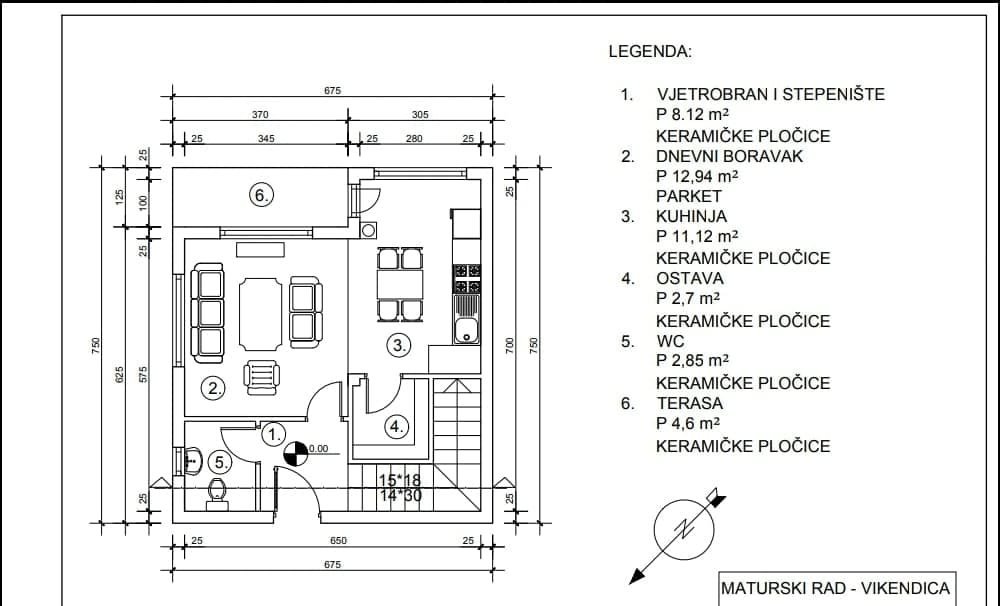 LEGENDA:
1. VJETROBRAN I STEPENIŠTE
P 8.12 m²
KERAMIČKE PLOČICE
2. DNEVNI BORAVAK
P 12,94 m²
PARKET
3. KUHINJA
P 11,12 m²
KERAMIČKE PLOČICE
4. OSTAVA
P 2,7 m²
KERAMIČKE PLOČICE
5. WC
P 2,85 m²
KERAMIČKE PLOČICE
6. TERASA
P 4,6 m²
KERAMIČKE PLOČICE
675
370 305
25 345 25 280 25
25
125 100
25
750 625 575
25
25
700 750
25
6.
3.
2.
4.
1.
0.00
5.
15*18
14*30
25 650 25
675
N
MATURSKI RAD - VIKENDICA